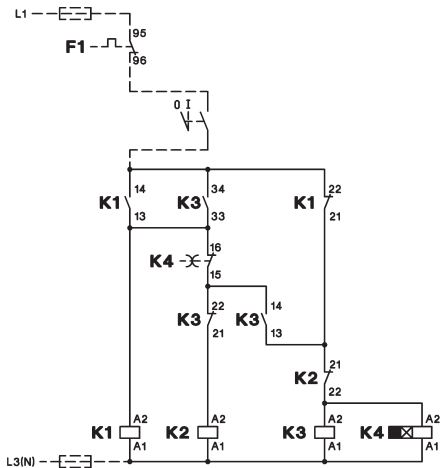 L1
95
F1
96
0 I
14 34 22
K1 K3 K1
13 33 21
16
K4
15
22 14
K3 K3
21 13
21
K2
22
A2 A2 A2 A2
K1 K2 K3 K4
A1 A1 A1 A1
L3(N)